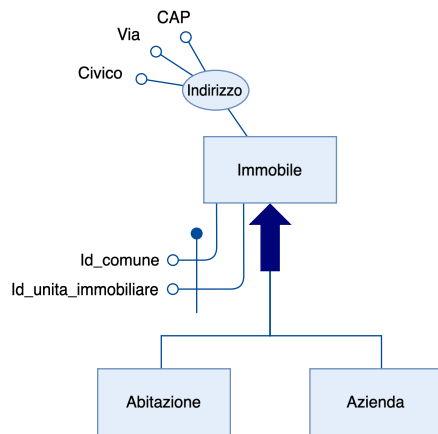 CAP
Via
Civico
Indirizzo
Immobile
Id_comune
Id_unita_immobiliare
Abitazione
Azienda